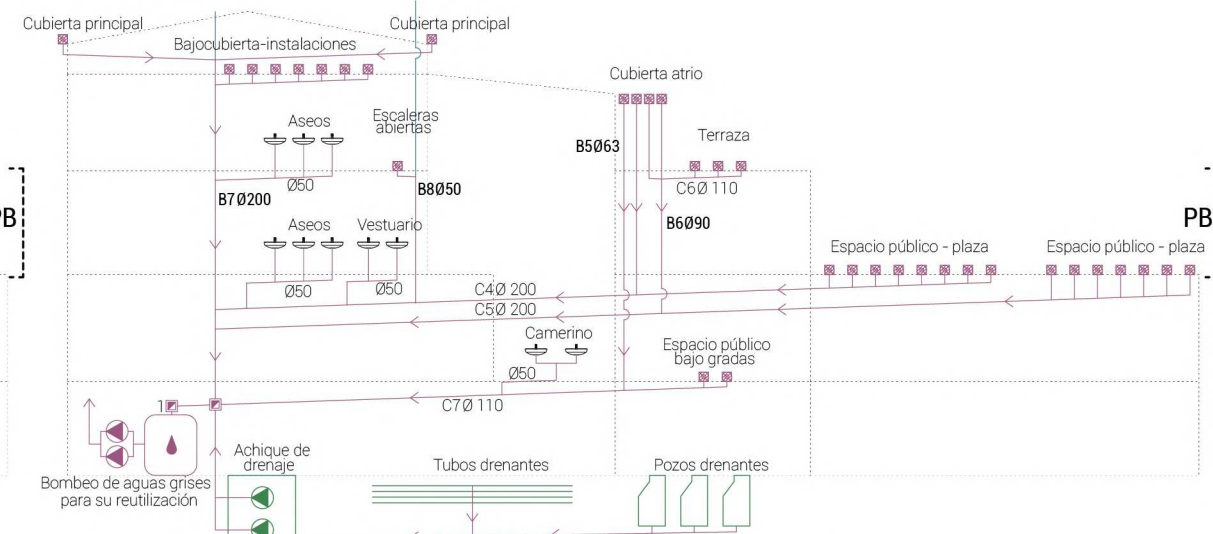 Cubierta principal
Cubierta principal
Bajocubierta-instalaciones
Cubierta atrio
Aseos
Escaleras
abiertas
Terraza
B5Ø63
Ø50
C6Ø 110
B7Ø200
B8Ø50
PB
B6Ø90
PB
Aseos
Vestuario
Espacio público - plaza
Espacio público - plaza
Ø50
Ø50
C4Ø 200
C5Ø 200
Camerino
Espacio público
bajo gradas
Ø50
C7Ø 110
1
Achique de
drenaje
Tubos drenantes
Pozos drenantes
Bombeo de aguas grises
para su reutilización